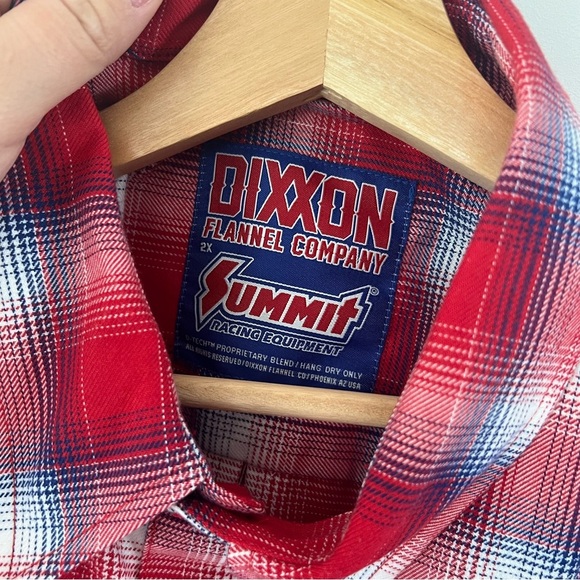 DIXXON
FLANNEL COMPANY
2X
SUMMIT®
RACING EQUIPMENT
D-TECH™ PROPRIETARY BLEND / HANG DRY ONLY
ALL RIGHTS RESERVED / DIXXON FLANNEL CO / PHOENIX AZ USA